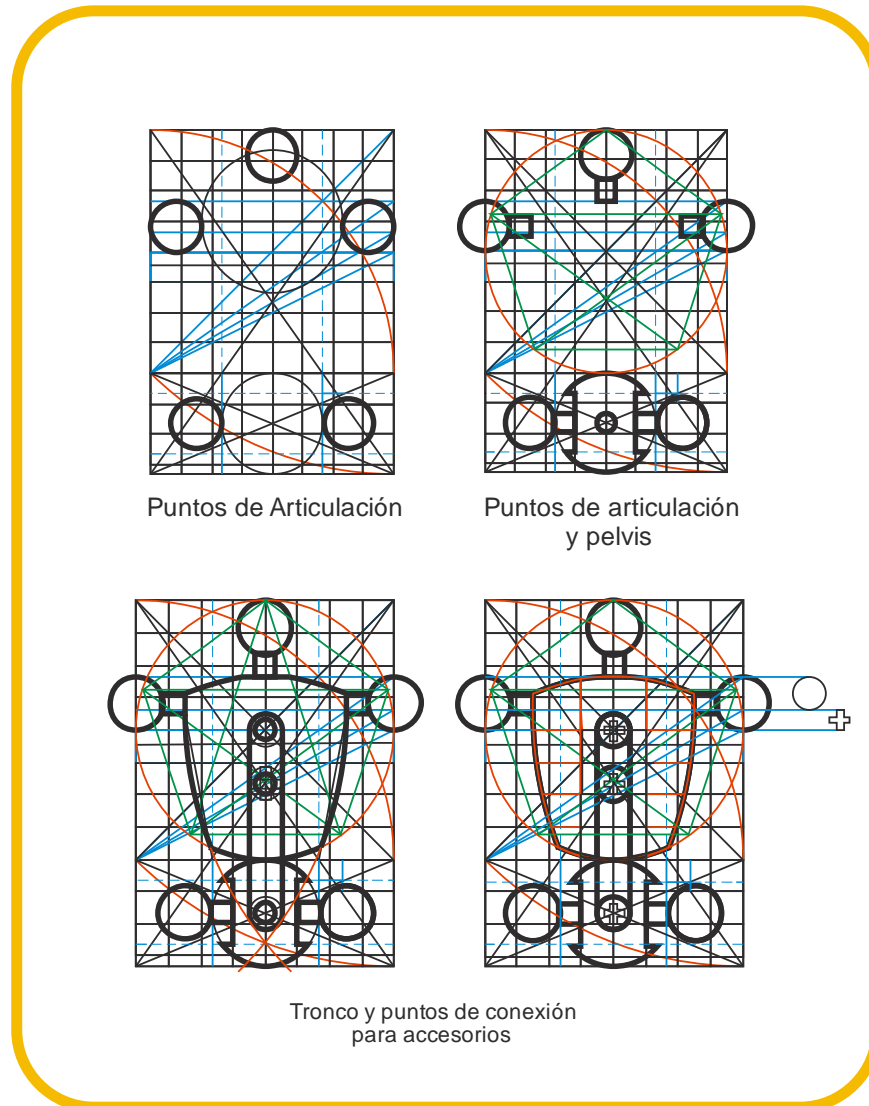 Puntos de Articulación
Puntos de articulación
y pelvis
Tronco y puntos de conexión
para accesorios